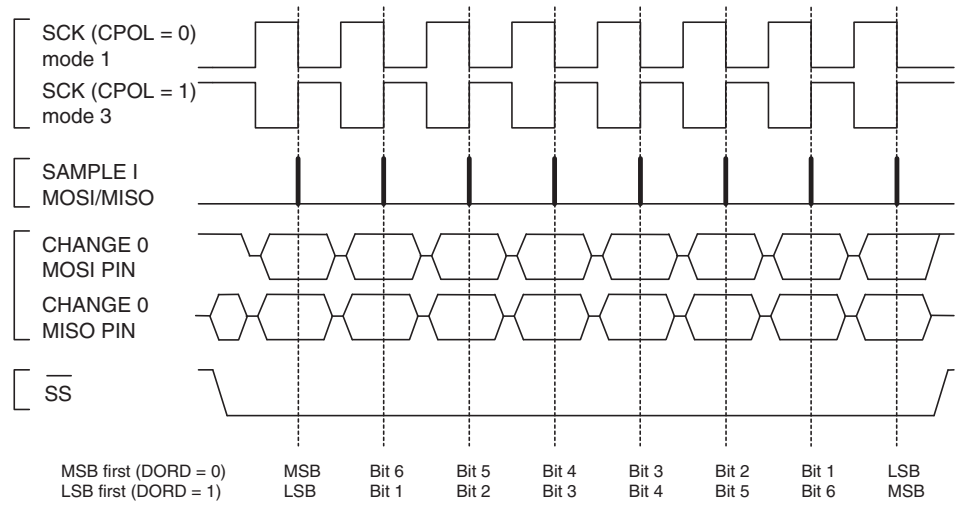 SCK (CPOL = 0)
mode 1
SCK (CPOL = 1)
mode 3
SAMPLE I
MOSI/MISO
CHANGE 0
MOSI PIN
CHANGE 0
MISO PIN
SS
MSB first (DORD = 0) MSB Bit 6 Bit 5 Bit 4 Bit 3 Bit 2 Bit 1 LSB
LSB first (DORD = 1) LSB Bit 1 Bit 2 Bit 3 Bit 4 Bit 5 Bit 6 MSB